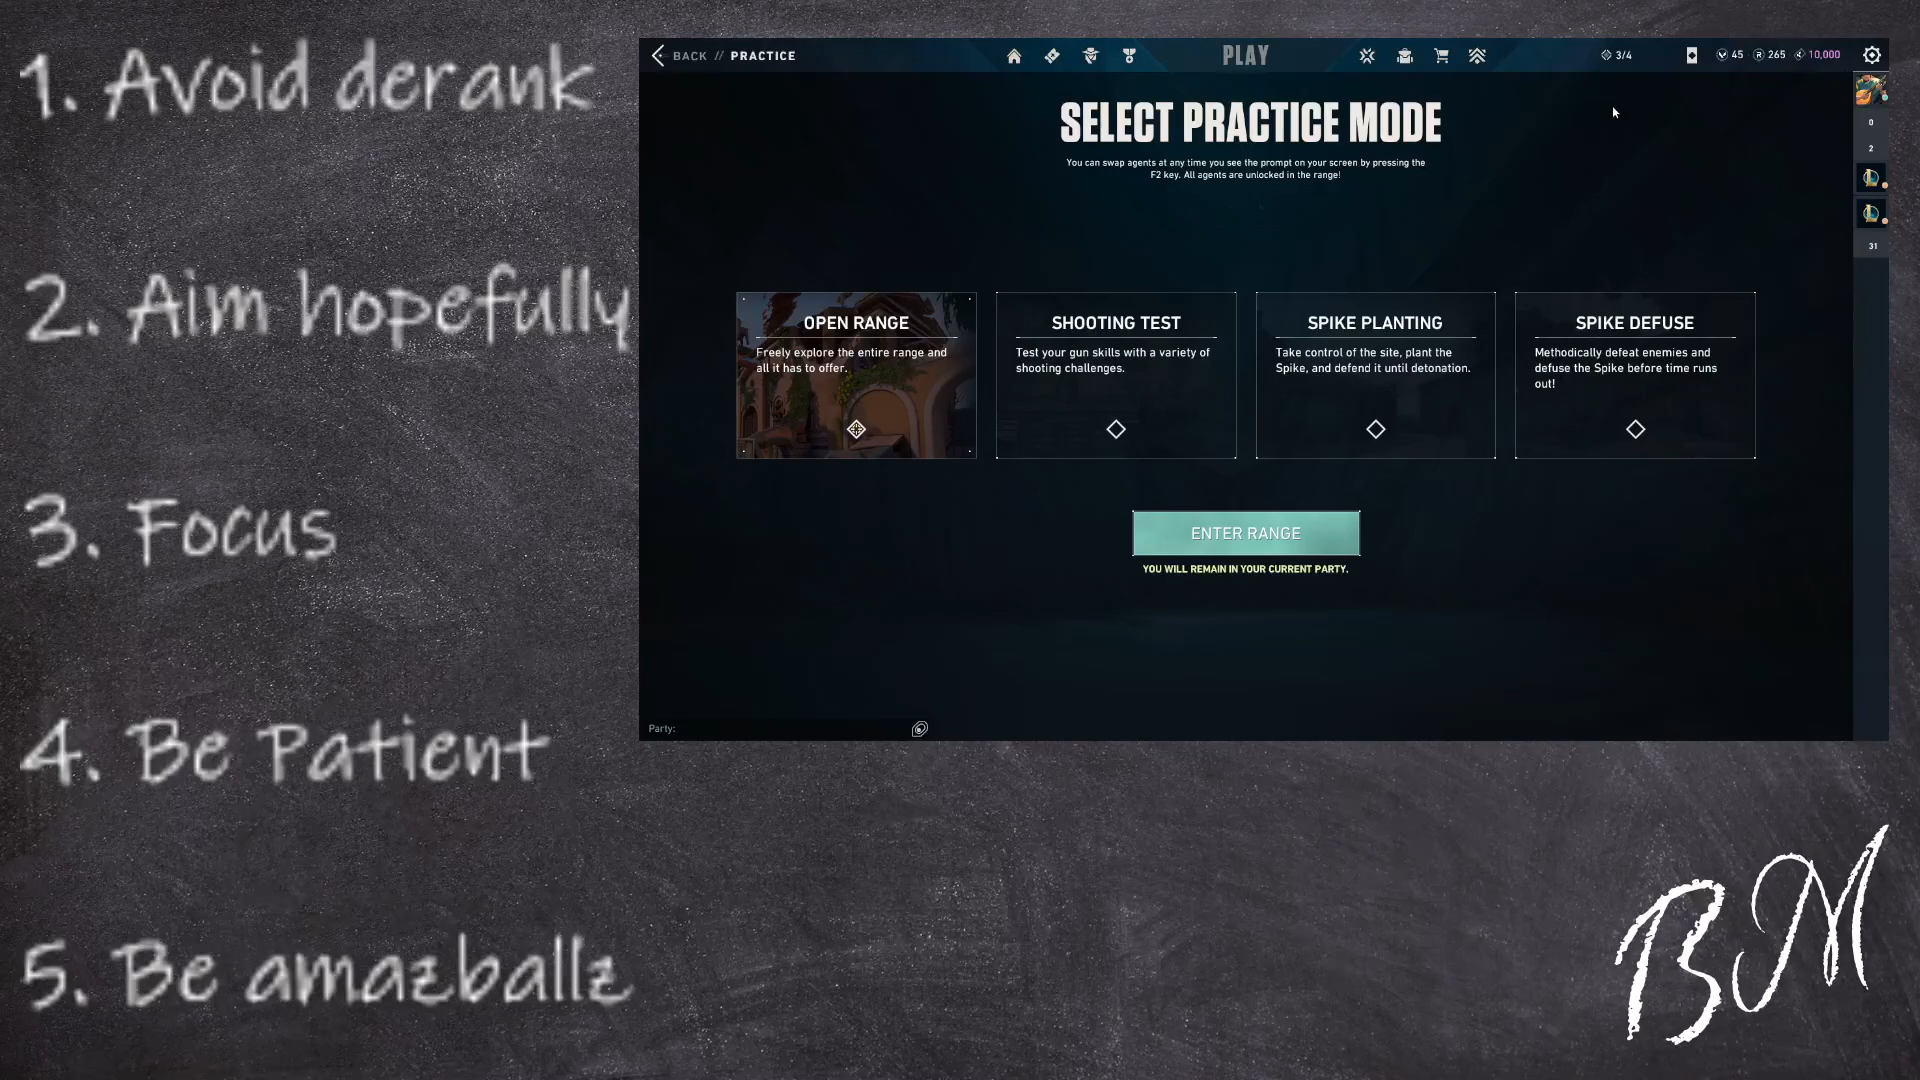 1. Avoid derank
2. Aim hopefully
3. Focus
4. Be Patient
5. Be amazballz
BACK // PRACTICE
PLAY
3/4
45
265
10,000
SELECT PRACTICE MODE
You can swap agents at any time you see the prompt on your screen by pressing the
F2 key. All agents are unlocked in the range!
0
2
31
OPEN RANGE
Freely explore the entire range and
all it has to offer.
SHOOTING TEST
Test your gun skills with a variety of
shooting challenges.
SPIKE PLANTING
Take control of the site, plant the
Spike, and defend it until detonation.
SPIKE DEFUSE
Methodically defeat enemies and
defuse the Spike before time runs
out!
ENTER RANGE
YOU WILL REMAIN IN YOUR CURRENT PARTY.
Party:
BM